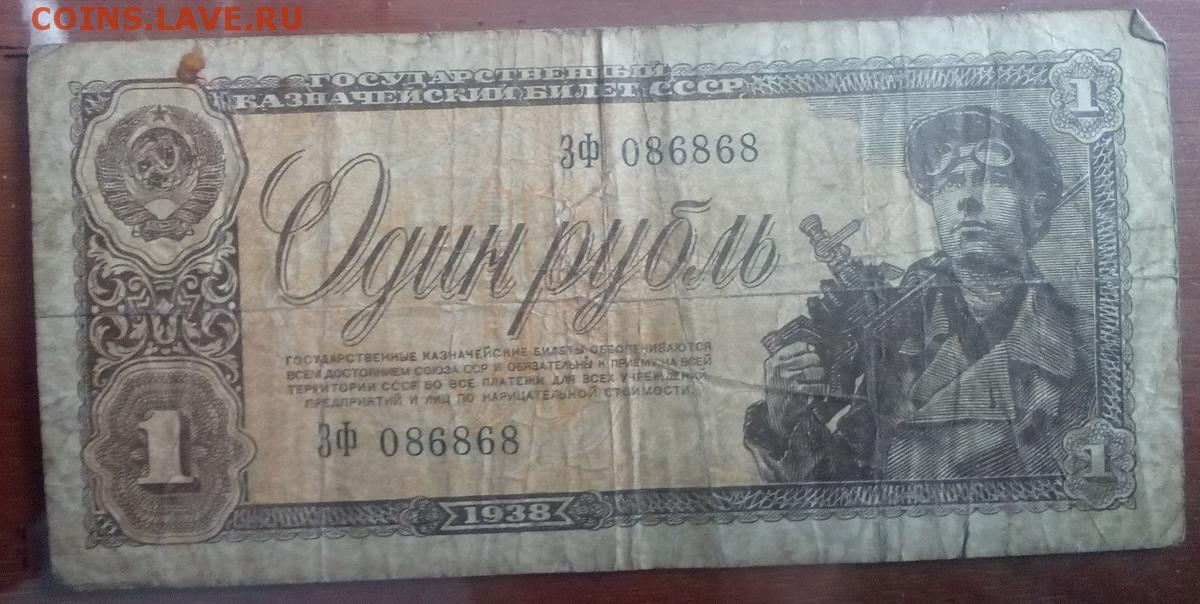 COINS.LAVE.RU
ГОСУДАРСТВЕННЫЙ
КАЗНАЧЕЙСКИЙ БИЛЕТ СССР
1
Зф 086868
Один рубль
ГОСУДАРСТВЕННЫЕ КАЗНАЧЕЙСКИЕ БИЛЕТЫ ОБЕСПЕЧИВАЮТСЯ
ВСЕМ ДОСТОЯНИЕМ СОЮЗА ССР И ОБЯЗАТЕЛЬНЫ К ПРИЕМУ НА ВСЕЙ
ТЕРРИТОРИИ СССР ВО ВСЕ ПЛАТЕЖИ ДЛЯ ВСЕХ УЧРЕЖДЕНИЙ,
ПРЕДПРИЯТИЙ И ЛИЦ ПО НАРИЦАТЕЛЬНОЙ СТОИМОСТИ.
Зф 086868
1
1
1938